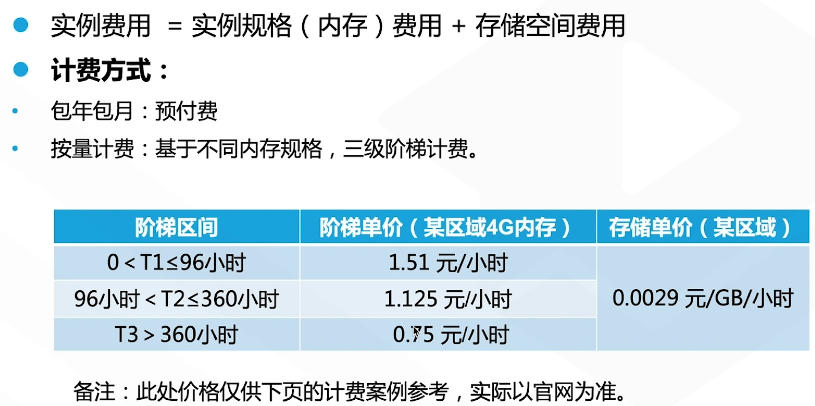 实例费用 = 实例规格（内存）费用 + 存储空间费用
计费方式：
包年包月：预付费
按量计费：基于不同内存规格，三级阶梯计费。
阶梯区间 阶梯单价（某区域4G内存） 存储单价（某区域）
0＜T1≤96小时 1.51 元/小时
96小时＜T2≤360小时 1.125 元/小时 0.0029 元/GB/小时
T3＞360小时 0.75 元/小时
备注：此处价格仅供下页的计费案例参考，实际以官网为准。